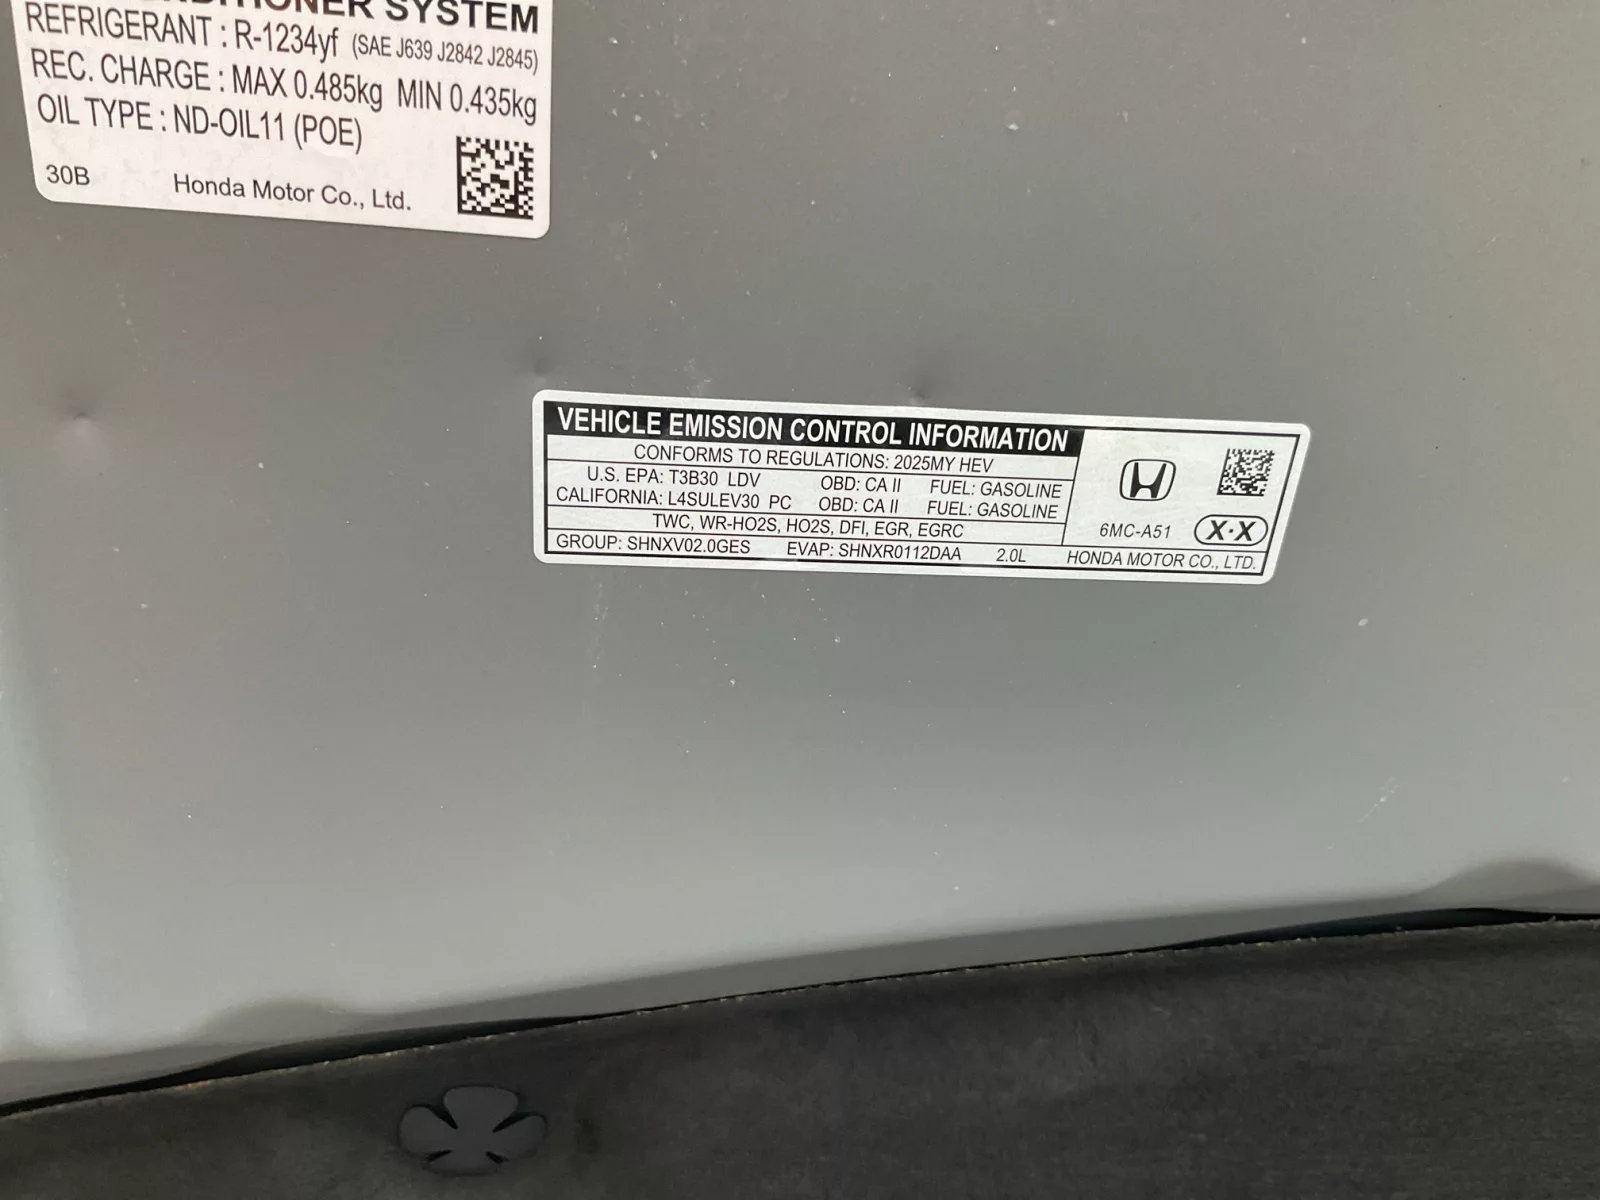 SYSTEM
REFRIGERANT : R-1234yf (SAE J639 J2842 J2845)
REC. CHARGE : MAX 0.485kg MIN 0.435kg
OIL TYPE : ND-OIL11 (POE)
30B Honda Motor Co., Ltd.
VEHICLE EMISSION CONTROL INFORMATION
CONFORMS TO REGULATIONS: 2025MY HEV
U.S. EPA: T3B30 LDV OBD: CA II FUEL: GASOLINE
CALIFORNIA: L4SULEV30 PC OBD: CA II FUEL: GASOLINE
TWC, WR-HO2S, HO2S, DFI, EGR, EGRC
GROUP: SHNXV02.0GES EVAP: SHNXR0112DAA 2.0L
6MC-A51 X·X
HONDA MOTOR CO., LTD.